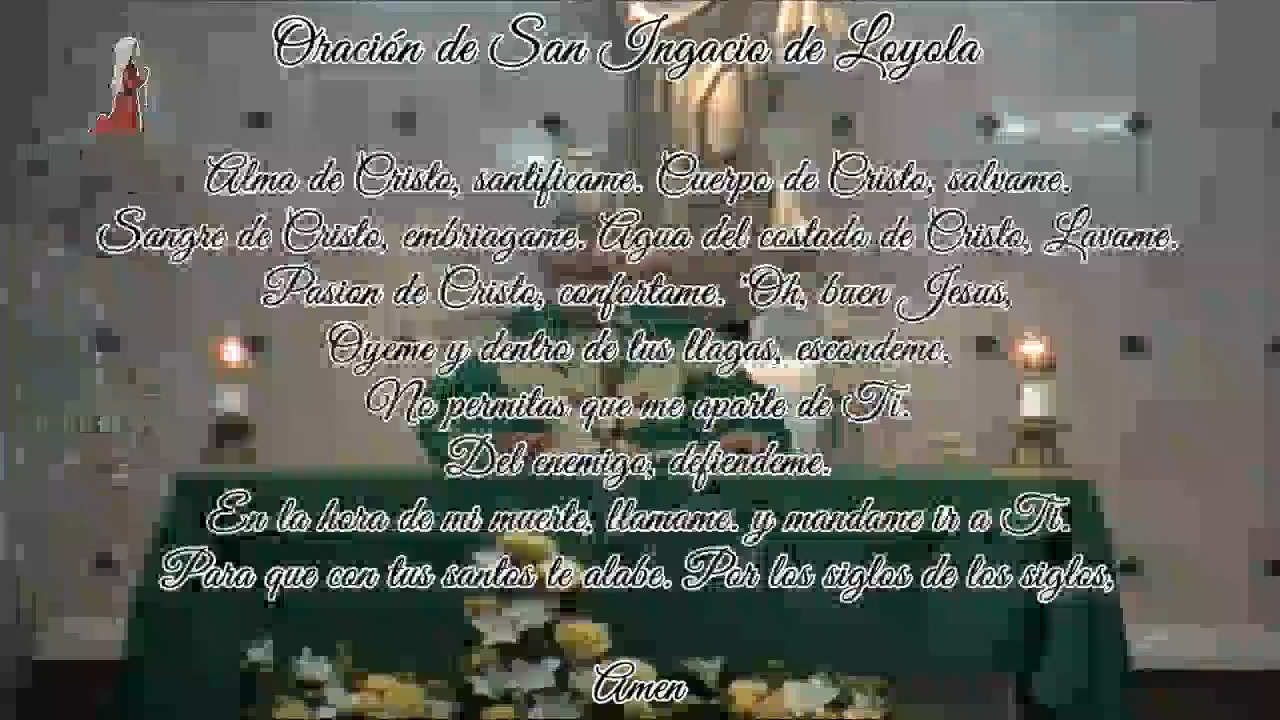 Oración de San Ingacio de Loyola
Alma de Cristo, santificame. Cuerpo de Cristo, salvame.
Sangre de Cristo, embriagame. Agua del costado de Cristo, Lavame.
Pasion de Cristo, confortame. Oh, buen Jesus,
Oyeme y dentro de tus llagas, escondeme.
No permitas que me aparte de Ti.
Del enemigo, defiendeme.
En la hora de mi muerte, llamame. y mandame ir a Ti.
Para que con tus santos te alabe. Por los siglos de los siglos,
Amen